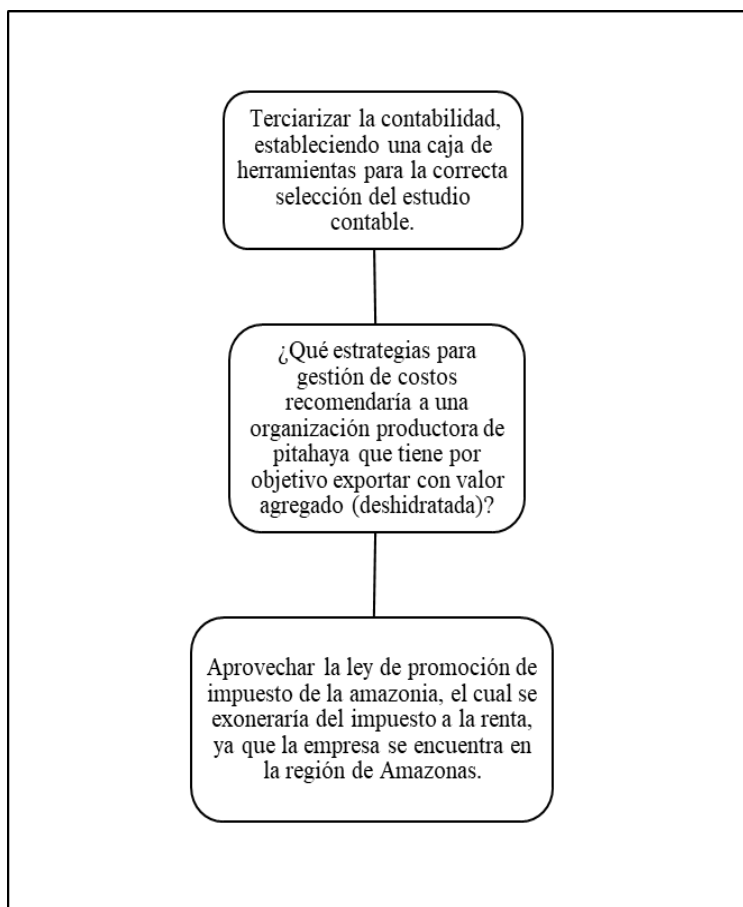 Terciarizar la contabilidad,
estableciendo una caja de
herramientas para la correcta
selección del estudio
contable.
¿Qué estrategias para
gestión de costos
recomendaría a una
organización productora de
pitahaya que tiene por
objetivo exportar con valor
agregado (deshidratada)?
Aprovechar la ley de promoción de
impuesto de la amazonia, el cual se
exoneraría del impuesto a la renta,
ya que la empresa se encuentra en
la región de Amazonas.